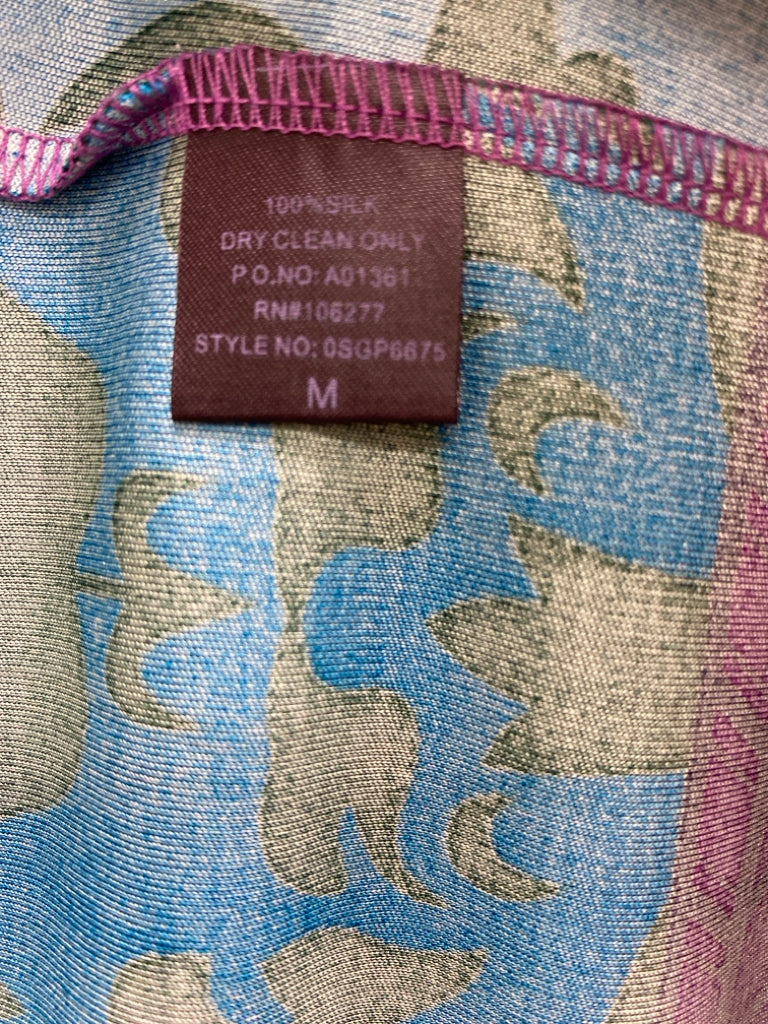 100%SILK
DRY CLEAN ONLY
P.O.NO: A01361
RN#106277
STYLE NO: 0SGP6675
M